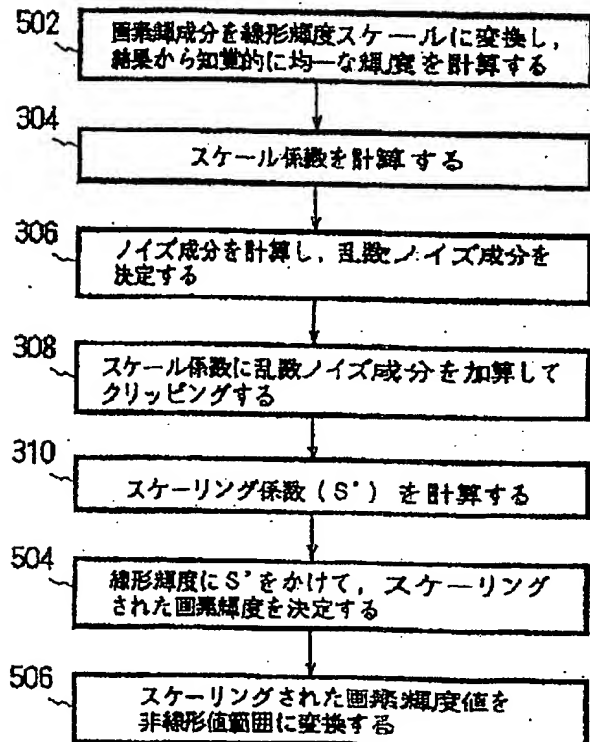 502
画素輝成分を線形輝度スケールに変換し,
結果から知覚的に均一な輝度を計算する
304
スケール係数を計算する
306
ノイズ成分を計算し, 乱数ノイズ成分を
決定する
308
スケール係数に乱数ノイズ成分を加算して
クリッピングする
310
スケーリング係数 (S') を計算する
504
線形輝度にS'をかけて, スケーリング
された画素輝度を決定する
506
スケーリングされた画素輝度値を
非線形値範囲に変換する